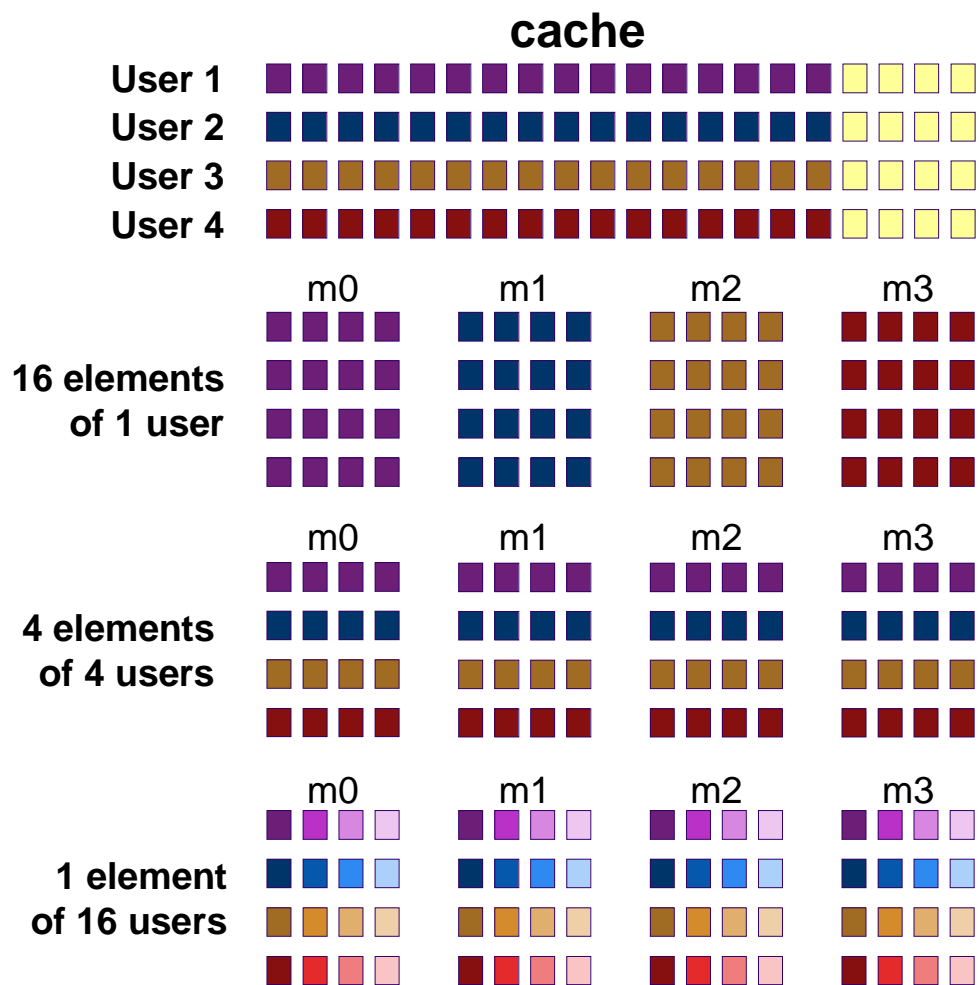 cache
User 1
User 2
User 3
User 4
m0 m1 m2 m3
16 elements
of 1 user
m0 m1 m2 m3
4 elements
of 4 users
m0 m1 m2 m3
1 element
of 16 users